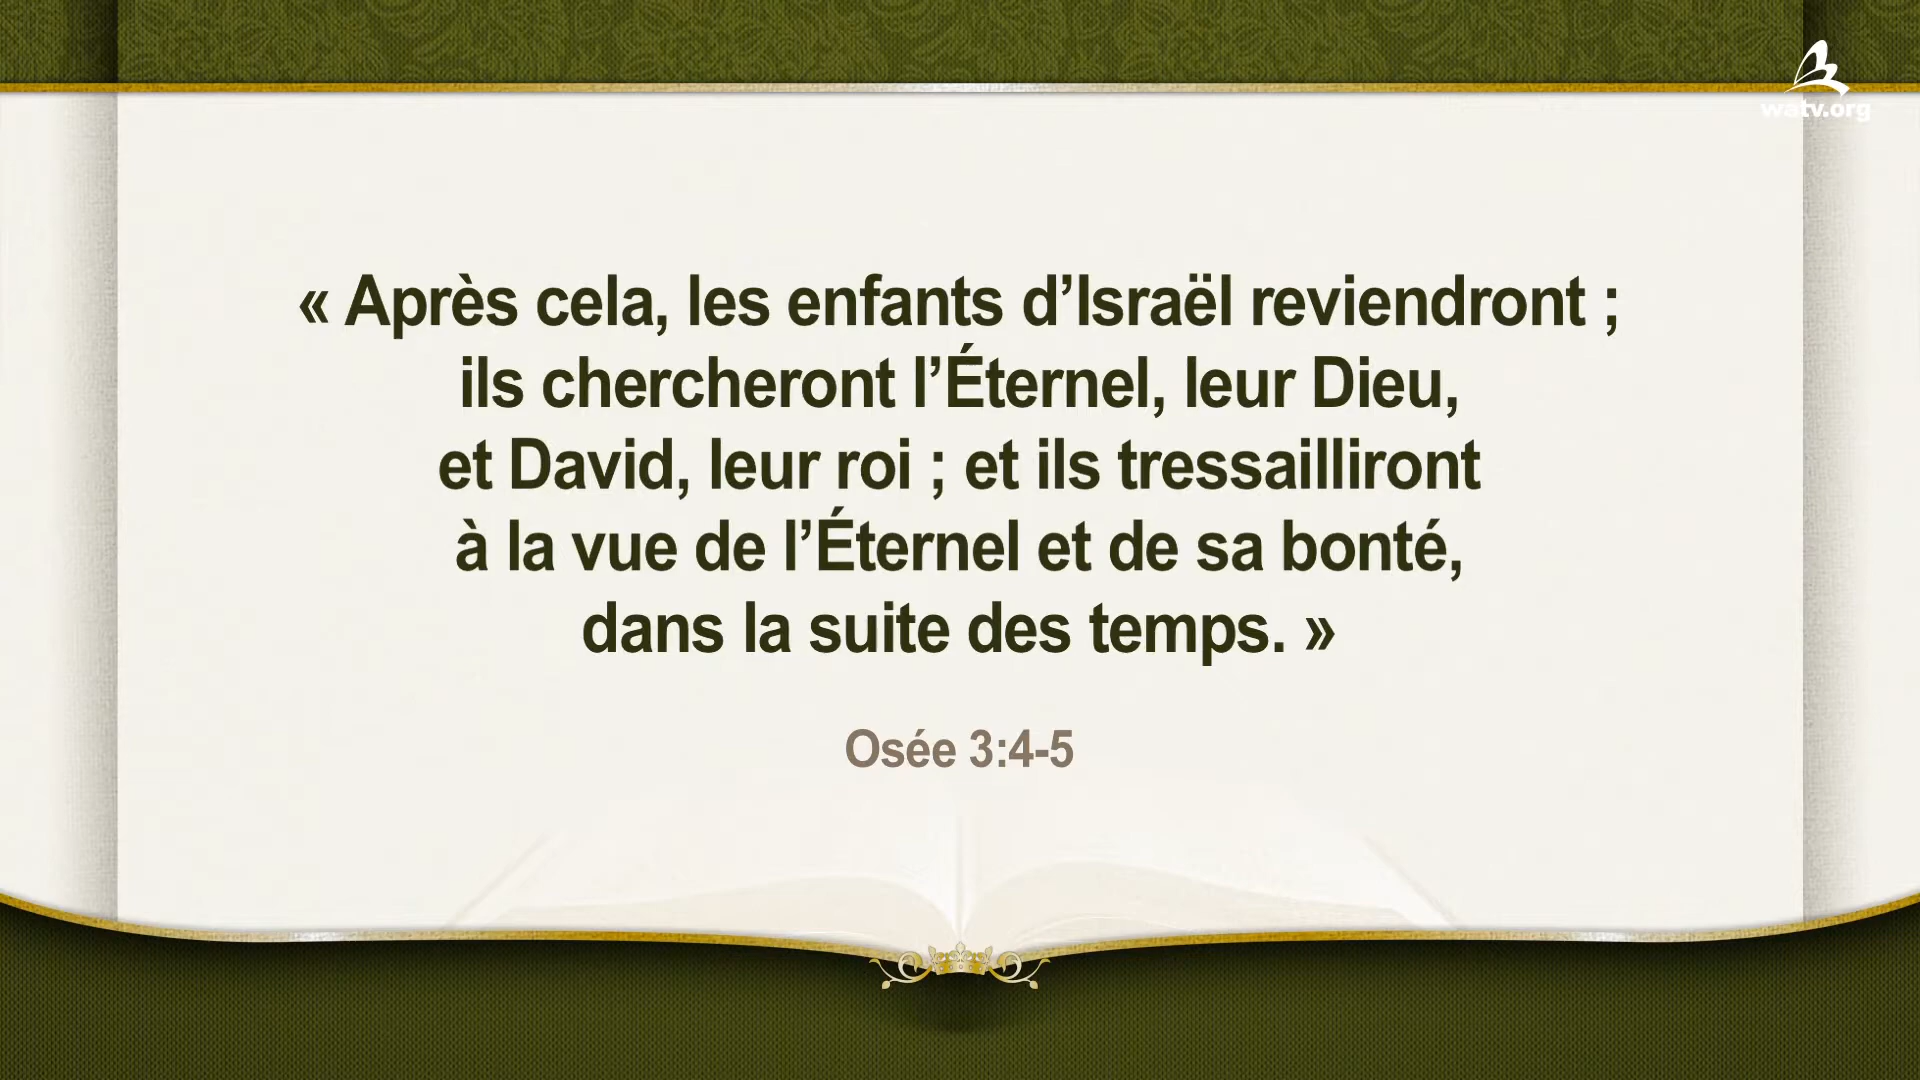 watv.org
« Après cela, les enfants d’Israël reviendront ;
ils chercheront l’Éternel, leur Dieu,
et David, leur roi ; et ils tressailliront
à la vue de l’Éternel et de sa bonté,
dans la suite des temps. »
Osée 3:4-5